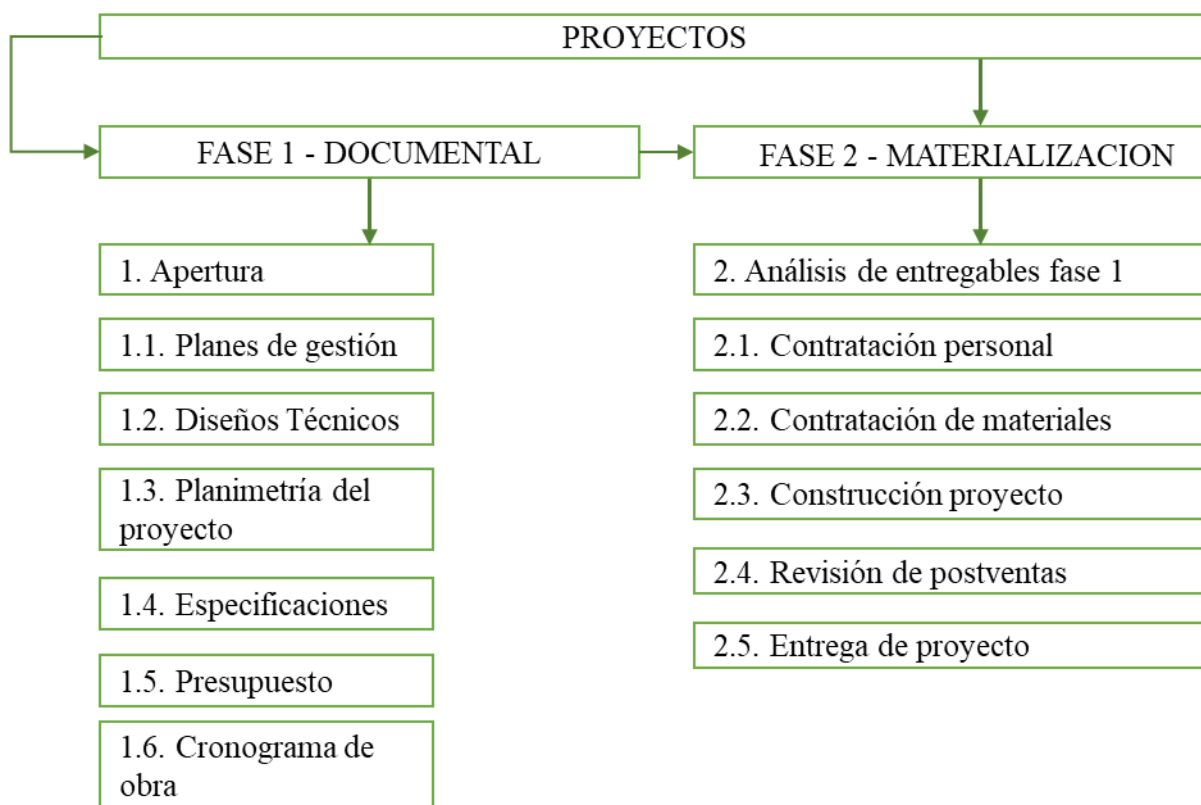 PROYECTOS
FASE 1 - DOCUMENTAL
FASE 2 - MATERIALIZACION
1. Apertura
1.1. Planes de gestión
1.2. Diseños Técnicos
1.3. Planimetría del
proyecto
1.4. Especificaciones
1.5. Presupuesto
1.6. Cronograma de
obra
2. Análisis de entregables fase 1
2.1. Contratación personal
2.2. Contratación de materiales
2.3. Construcción proyecto
2.4. Revisión de postventas
2.5. Entrega de proyecto